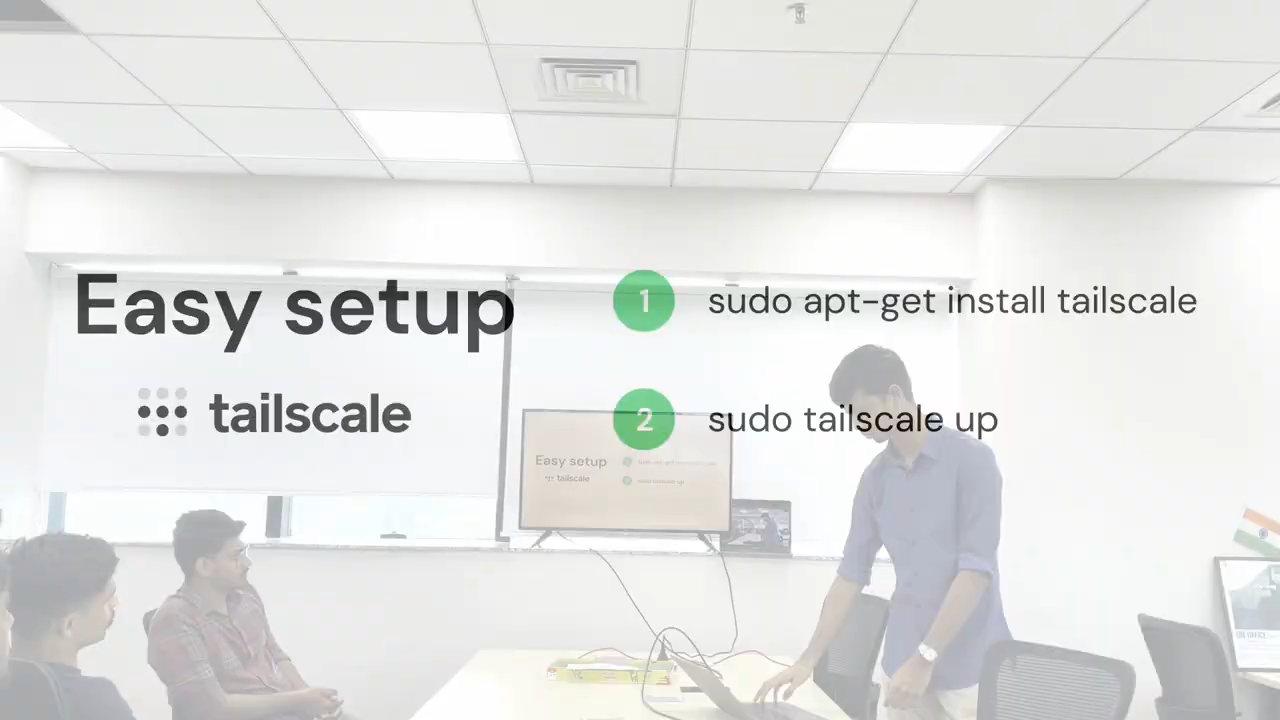 Easy setup
tailscale
1 sudo apt-get install tailscale
2 sudo tailscale up
Easy setup
tailscale